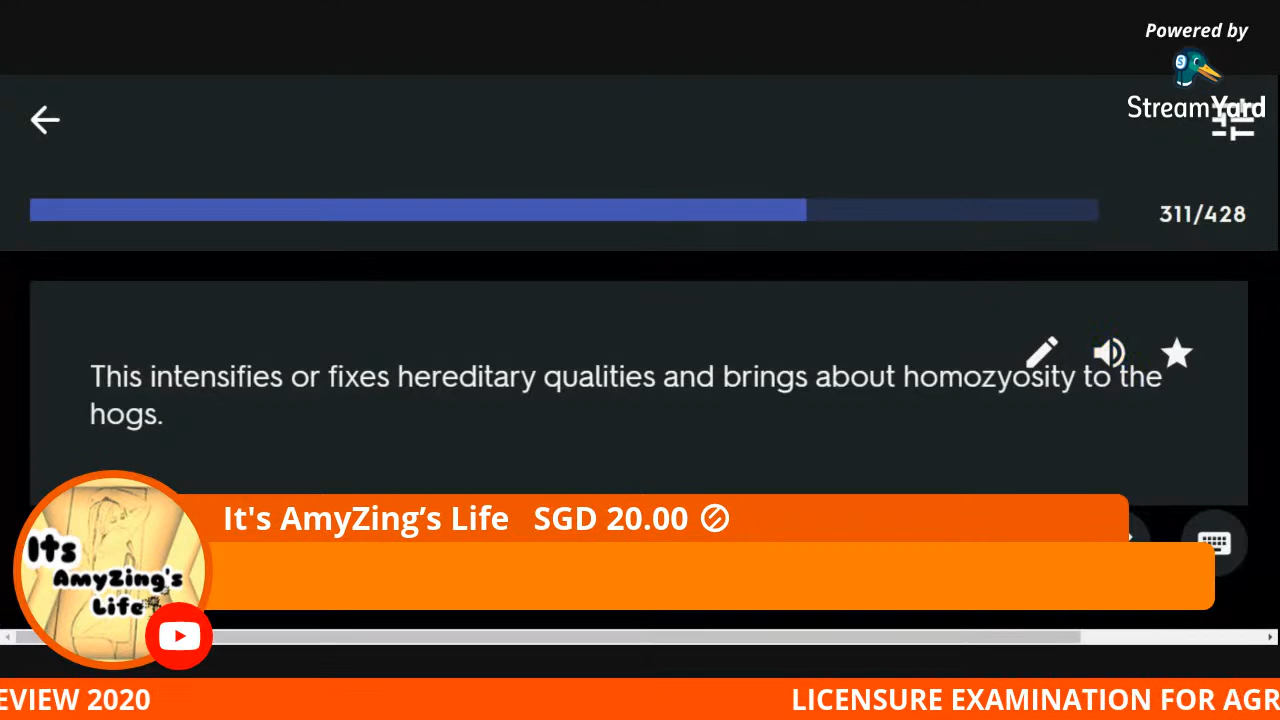 Powered by
StreamYard
311/428
This intensifies or fixes hereditary qualities and brings about homozyosity to the
hogs.
It's AmyZing’s Life SGD 20.00
Its
AmyZing's
Life
EVIEW 2020 LICENSURE EXAMINATION FOR AGR